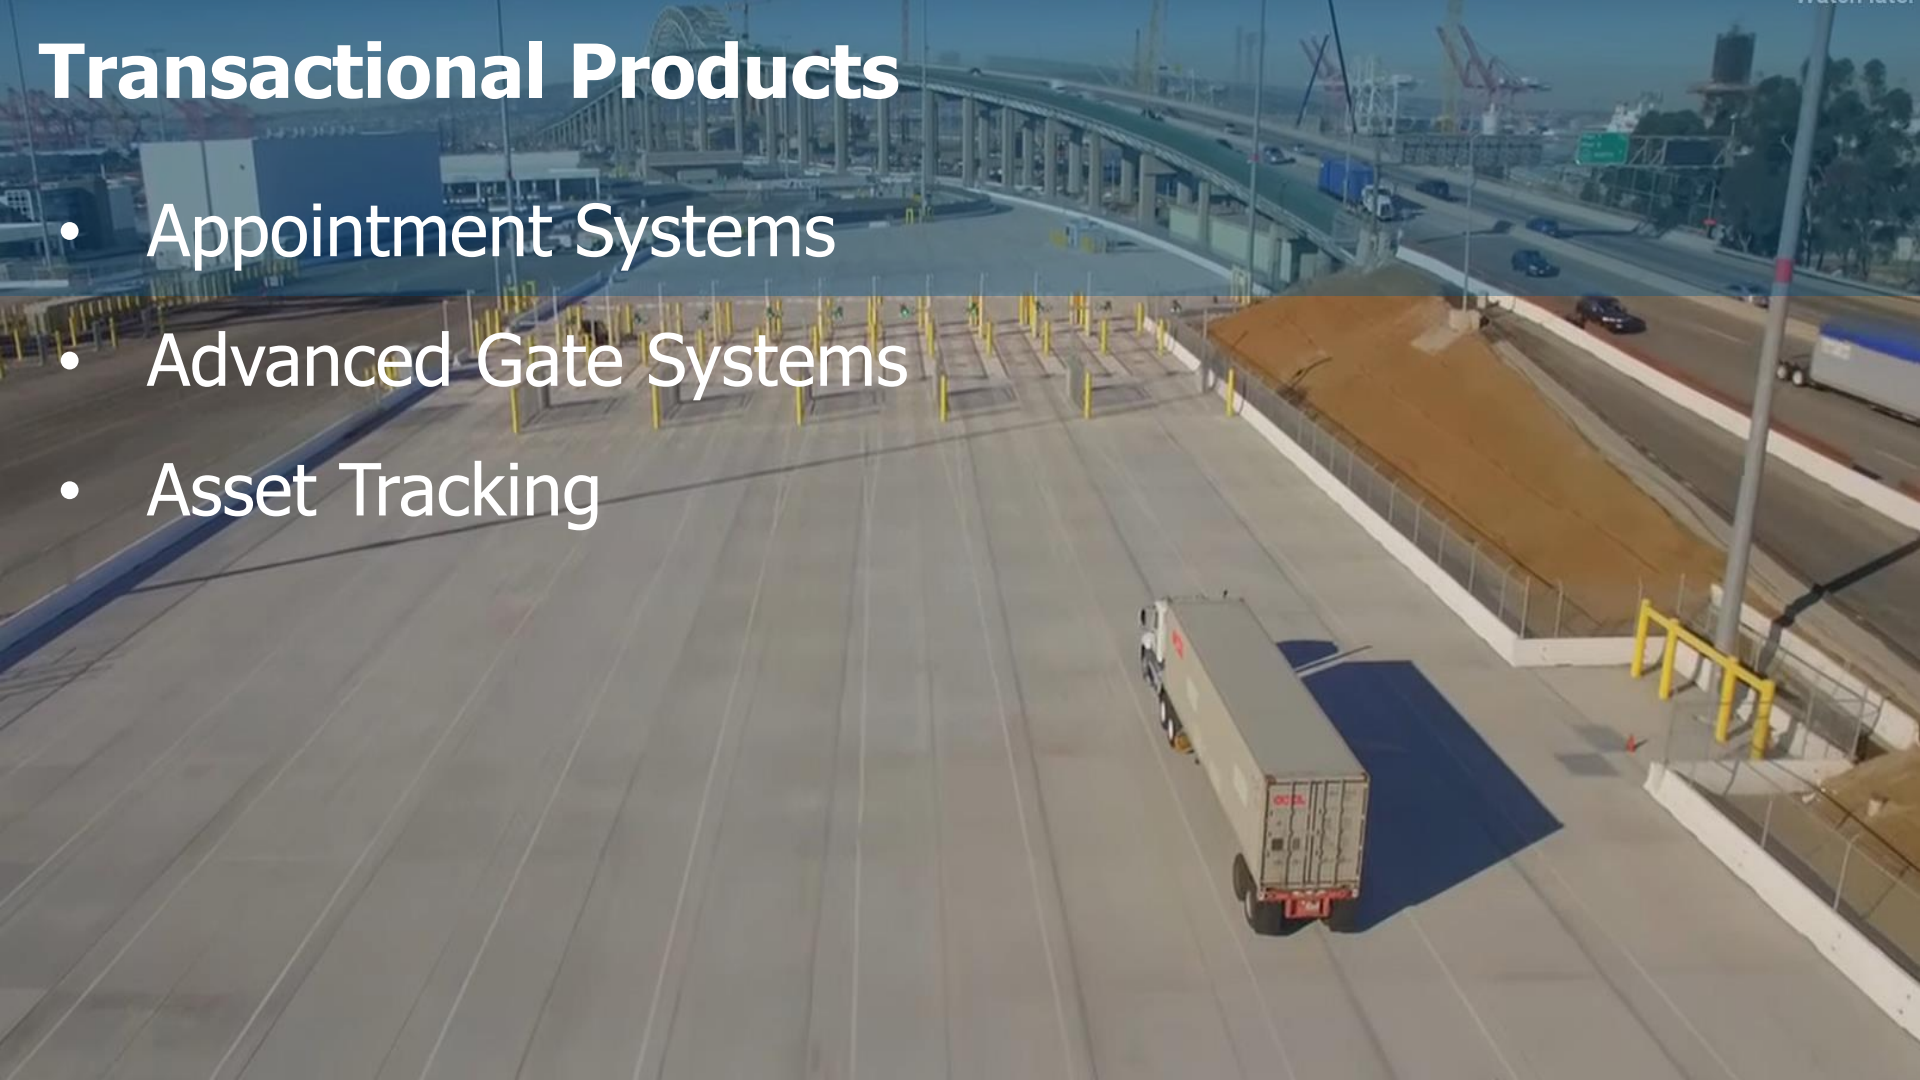 Transactional Products
• Appointment Systems
• Advanced Gate Systems
• Asset Tracking